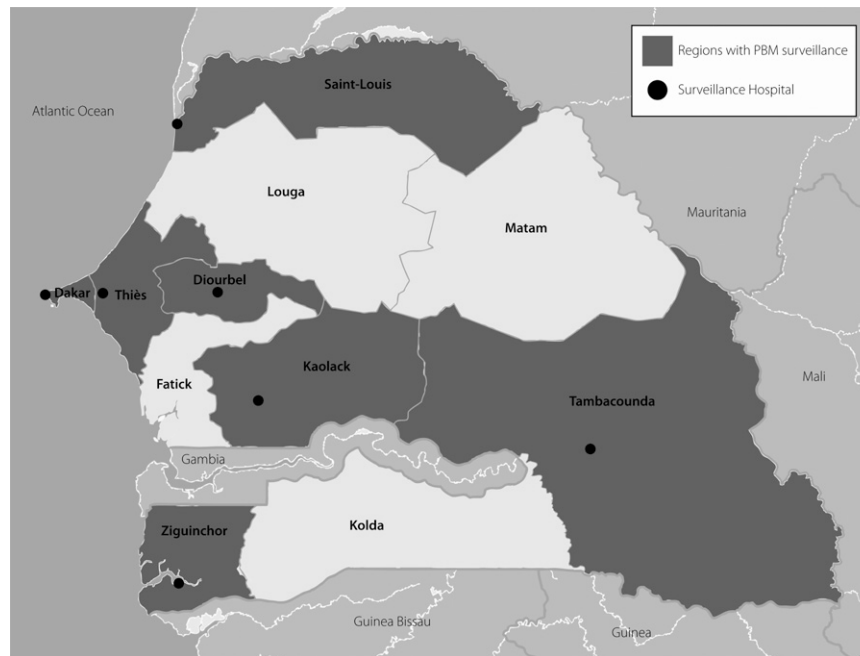 Regions with PBM surveillance
Surveillance Hospital
Saint-Louis
Atlantic Ocean
Louga
Mauritania
Matam
Diourbel
Dakar
Thiès
Kaolack
Mali
Fatick
Tambacounda
Gambia
Kolda
Ziguinchor
Guinea Bissau
Guinea